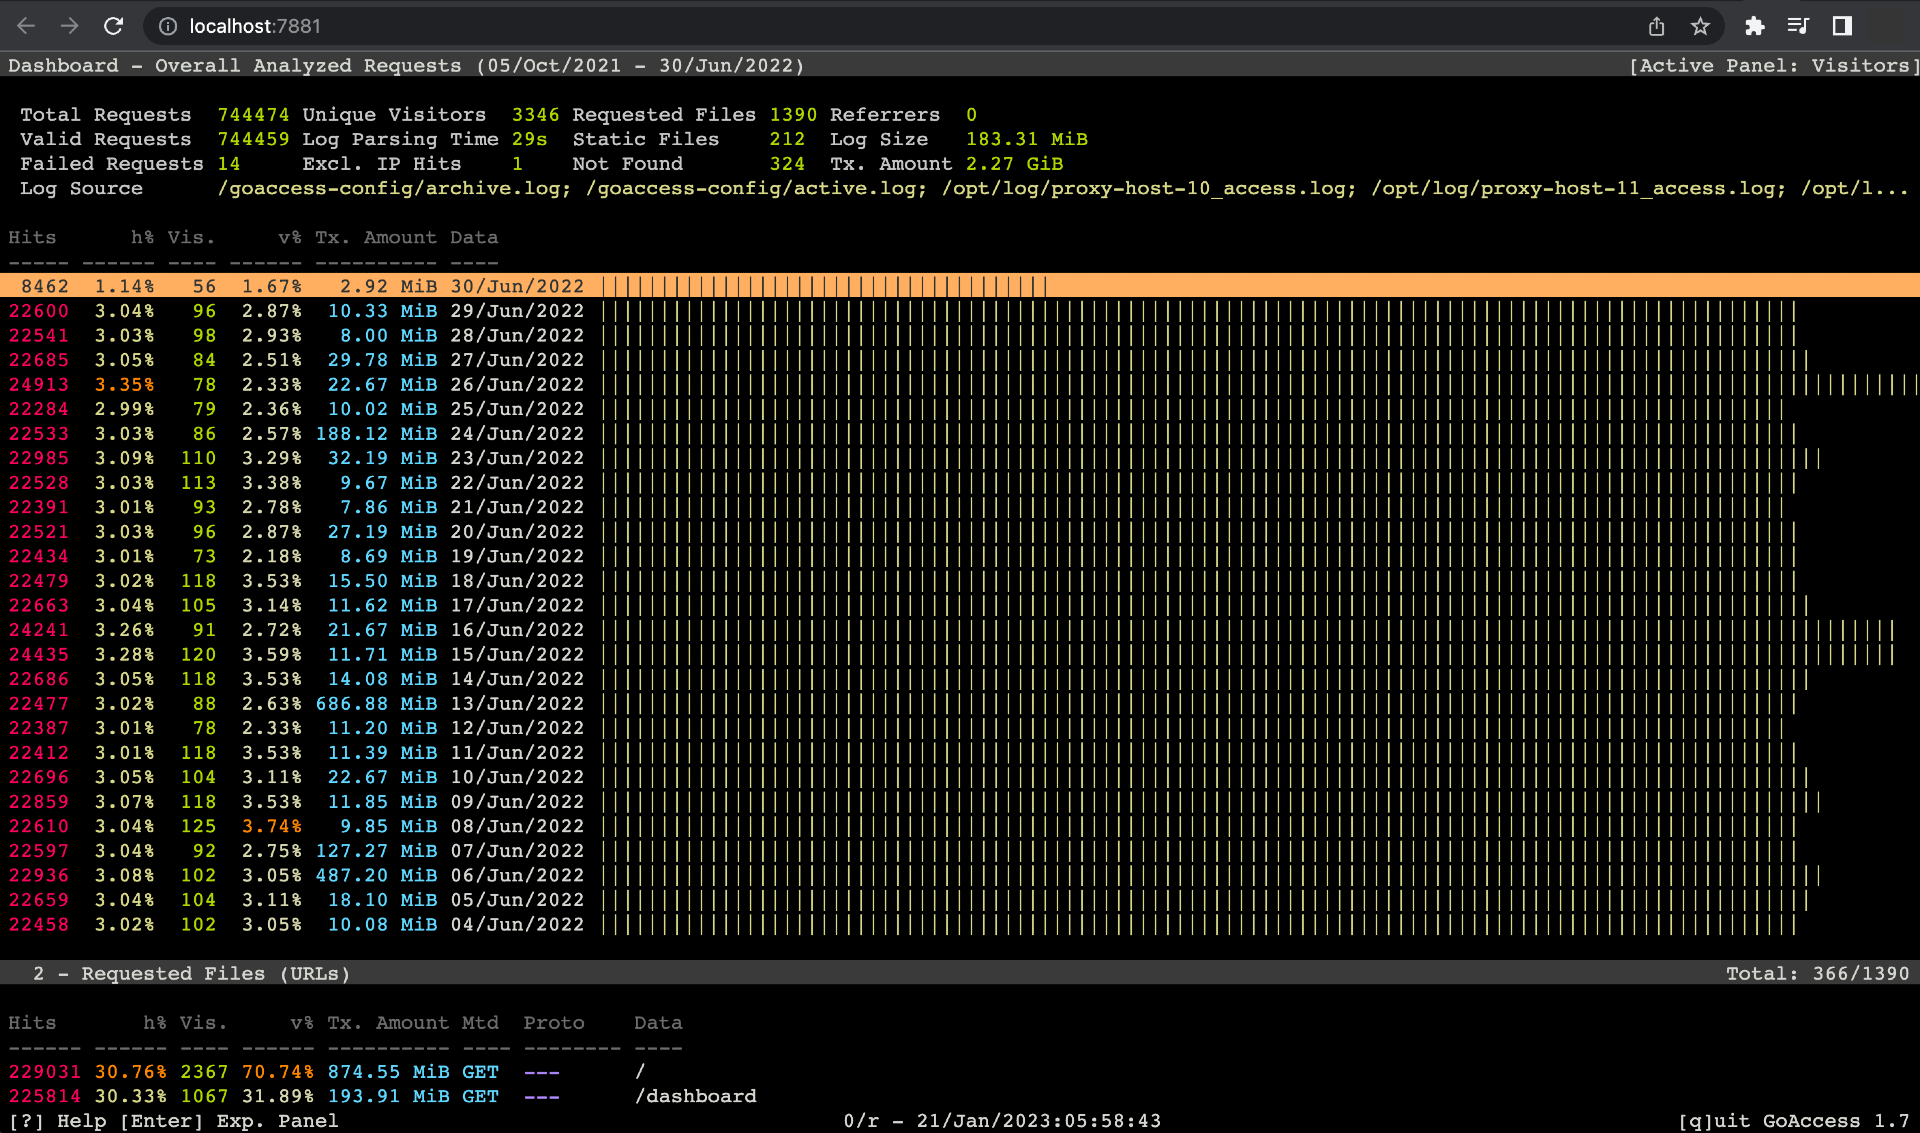 localhost:7881
Dashboard - Overall Analyzed Requests (05/Oct/2021 - 30/Jun/2022) [Active Panel: Visitors]
Total Requests 744474 Unique Visitors 3346 Requested Files 1390 Referrers 0
Valid Requests 744459 Log Parsing Time 29s Static Files 212 Log Size 183.31 MiB
Failed Requests 14 Excl. IP Hits 1 Not Found 324 Tx. Amount 2.27 GiB
Log Source /goaccess-config/archive.log; /goaccess-config/active.log; /opt/log/proxy-host-10_access.log; /opt/log/proxy-host-11_access.log; /opt/l...
Hits h% Vis. v% Tx. Amount Data
8462 1.14% 56 1.67% 2.92 MiB 30/Jun/2022
22600 3.04% 96 2.87% 10.33 MiB 29/Jun/2022
22541 3.03% 98 2.93% 8.00 MiB 28/Jun/2022
22685 3.05% 84 2.51% 29.78 MiB 27/Jun/2022
24913 3.35% 78 2.33% 22.67 MiB 26/Jun/2022
22284 2.99% 79 2.36% 10.02 MiB 25/Jun/2022
22533 3.03% 86 2.57% 188.12 MiB 24/Jun/2022
22985 3.09% 110 3.29% 32.19 MiB 23/Jun/2022
22528 3.03% 113 3.38% 9.67 MiB 22/Jun/2022
22391 3.01% 93 2.78% 7.86 MiB 21/Jun/2022
22521 3.03% 96 2.87% 27.19 MiB 20/Jun/2022
22434 3.01% 73 2.18% 8.69 MiB 19/Jun/2022
22479 3.02% 118 3.53% 15.50 MiB 18/Jun/2022
22663 3.04% 105 3.14% 11.62 MiB 17/Jun/2022
24241 3.26% 91 2.72% 21.67 MiB 16/Jun/2022
24435 3.28% 120 3.59% 11.71 MiB 15/Jun/2022
22686 3.05% 118 3.53% 14.08 MiB 14/Jun/2022
22477 3.02% 88 2.63% 686.88 MiB 13/Jun/2022
22387 3.01% 78 2.33% 11.20 MiB 12/Jun/2022
22412 3.01% 118 3.53% 11.39 MiB 11/Jun/2022
22696 3.05% 104 3.11% 22.67 MiB 10/Jun/2022
22859 3.07% 118 3.53% 11.85 MiB 09/Jun/2022
22610 3.04% 125 3.74% 9.85 MiB 08/Jun/2022
22597 3.04% 92 2.75% 127.27 MiB 07/Jun/2022
22936 3.08% 102 3.05% 487.20 MiB 06/Jun/2022
22659 3.04% 104 3.11% 18.10 MiB 05/Jun/2022
22458 3.02% 102 3.05% 10.08 MiB 04/Jun/2022
2 - Requested Files (URLs) Total: 366/1390
Hits h% Vis. v% Tx. Amount Mtd Proto Data
229031 30.76% 2367 70.74% 874.55 MiB GET --- /
225814 30.33% 1067 31.89% 193.91 MiB GET --- /dashboard
[?] Help [Enter] Exp. Panel 0/r - 21/Jan/2023:05:58:43 [q]uit GoAccess 1.7